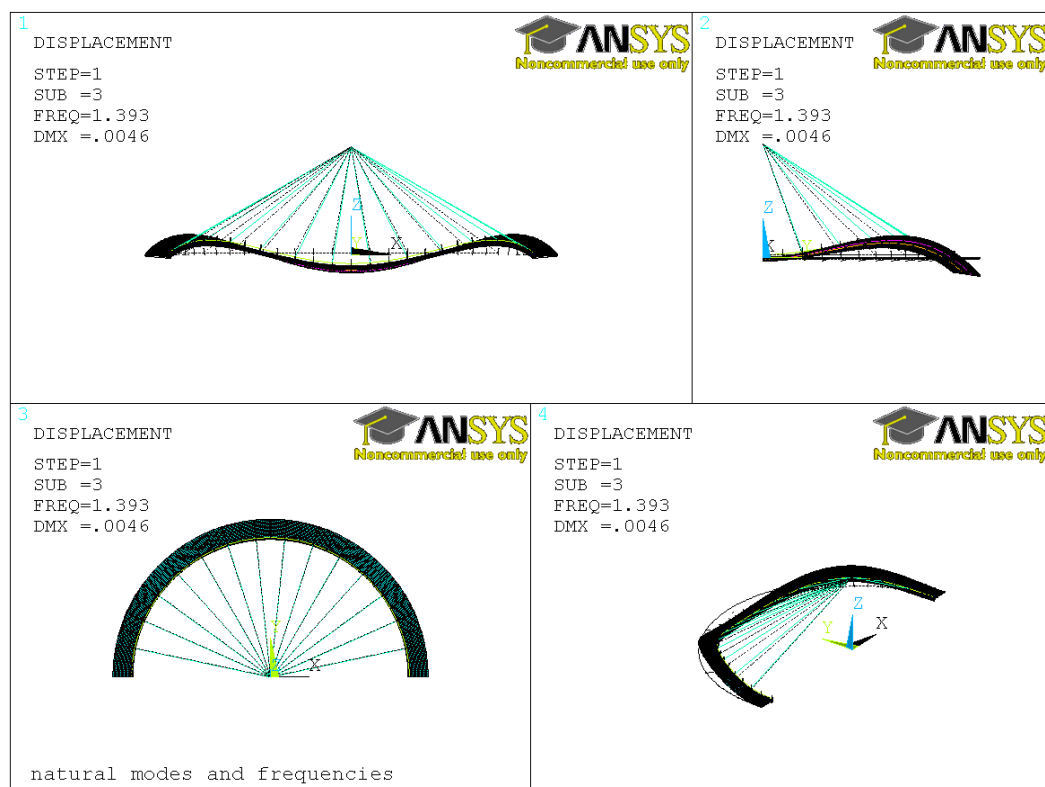 1
DISPLACEMENT
STEP=1
SUB =3
FREQ=1.393
DMX =.0046
ANSYS
Noncommercial use only
Z
Y
X
2
DISPLACEMENT
STEP=1
SUB =3
FREQ=1.393
DMX =.0046
ANSYS
Noncommercial use only
Z
X
Y
3
DISPLACEMENT
STEP=1
SUB =3
FREQ=1.393
DMX =.0046
ANSYS
Noncommercial use only
Y
X
natural modes and frequencies
4
DISPLACEMENT
STEP=1
SUB =3
FREQ=1.393
DMX =.0046
ANSYS
Noncommercial use only
Z
Y
X